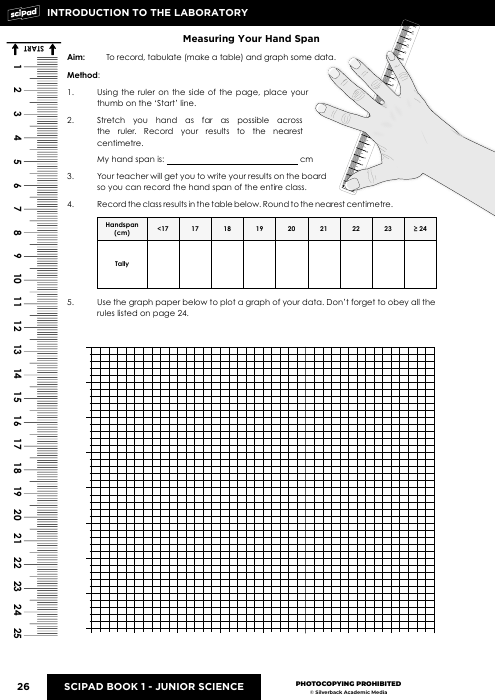 scipad INTRODUCTION TO THE LABORATORY
Measuring Your Hand Span
Aim: To record, tabulate (make a table) and graph some data.
Method:
1. Using the ruler on the side of the page, place your
thumb on the ‘Start’ line.
2. Stretch you hand as far as possible across
the ruler. Record your results to the nearest
centimetre.
My hand span is: ______________________ cm
3. Your teacher will get you to write your results on the board
so you can record the hand span of the entire class.
4. Record the class results in the table below. Round to the nearest centimetre.
Handspan
(cm) <17 17 18 19 20 21 22 23 ≥ 24
Tally
5. Use the graph paper below to plot a graph of your data. Don’t forget to obey all the
rules listed on page 24.
START
1
2
3
4
5
6
7
8
9
10
11
12
13
14
15
16
17
18
19
20
21
22
23
24
25
26 SCIPAD BOOK 1 - JUNIOR SCIENCE
PHOTOCOPYING PROHIBITED
© Silverback Academic Media